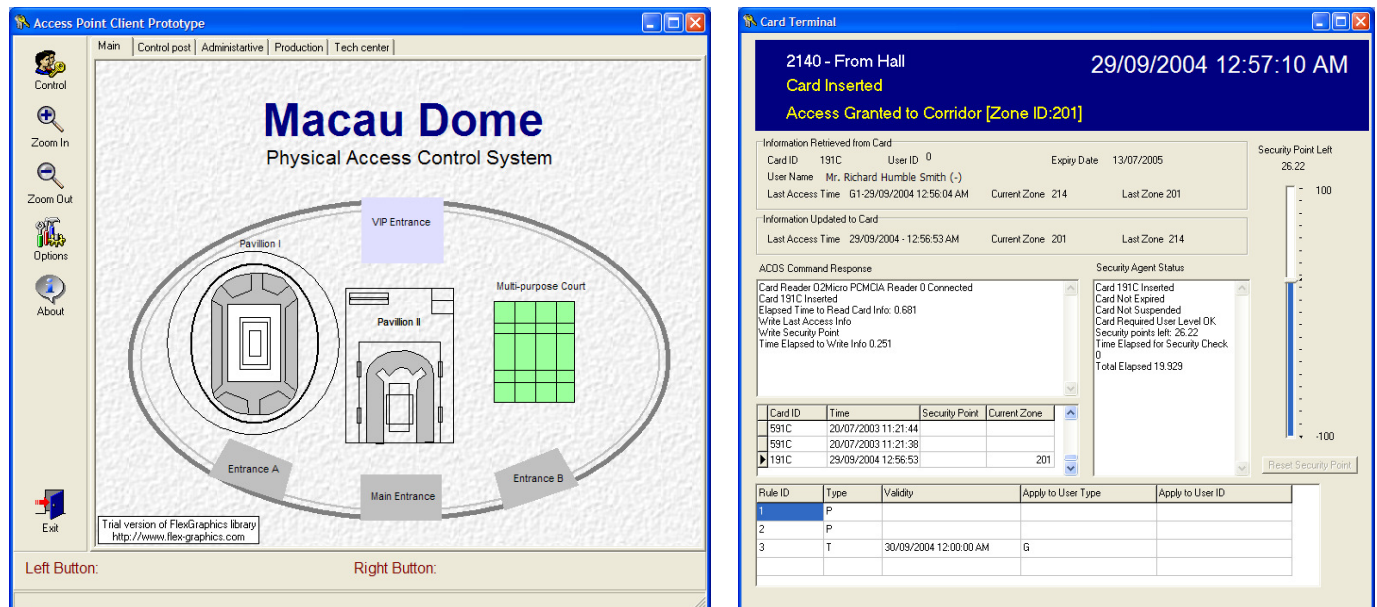 Access Point Client Prototype
Main Control post Administartive Production Tech center
Control
Zoom In
Zoom Out
Options
About
Exit
Macau Dome
Physical Access Control System
VIP Entrance
Pavillion I
Multi-purpose Court
Pavillion II
Entrance A
Main Entrance
Entrance B
Trial version of FlexGraphics library
http://www.flex-graphics.com
Left Button: Right Button:
Card Terminal
2140 - From Hall 29/09/2004 12:57:10 AM
Card Inserted
Access Granted to Corridor [Zone ID:201]
Information Retrieved from Card
Card ID 191C User ID 0 Expiry Date 13/07/2005
User Name Mr. Richard Humble Smith (-)
Last Access Time G1-29/09/2004 12:56:04 AM Current Zone 214 Last Zone 201
Information Updated to Card
Last Access Time 29/09/2004 - 12:56:53 AM Current Zone 201 Last Zone 214
Security Point Left
26.22
100
-100
Reset Security Point
ACOS Command Response
Card Reader O2Micro PCMCIA Reader 0 Connected
Card 191C Inserted
Elapsed Time to Read Card Info: 0.681
Write Last Access Info
Write Security Point
Time Elapsed to Write Info 0.251
Security Agent Status
Card 191C Inserted
Card Not Expired
Card Not Suspended
Card Required User Level OK
Security points left: 26.22
Time Elapsed for Security Check
0
Total Elapsed 19.929
Card ID Time Security Point Current Zone
591C 20/07/2003 11:21:44
591C 20/07/2003 11:21:38
191C 29/09/2004 12:56:53 201
Rule ID Type Validity Apply to User Type Apply to User ID
1 P
2 P
3 T 30/09/2004 12:00:00 AM G